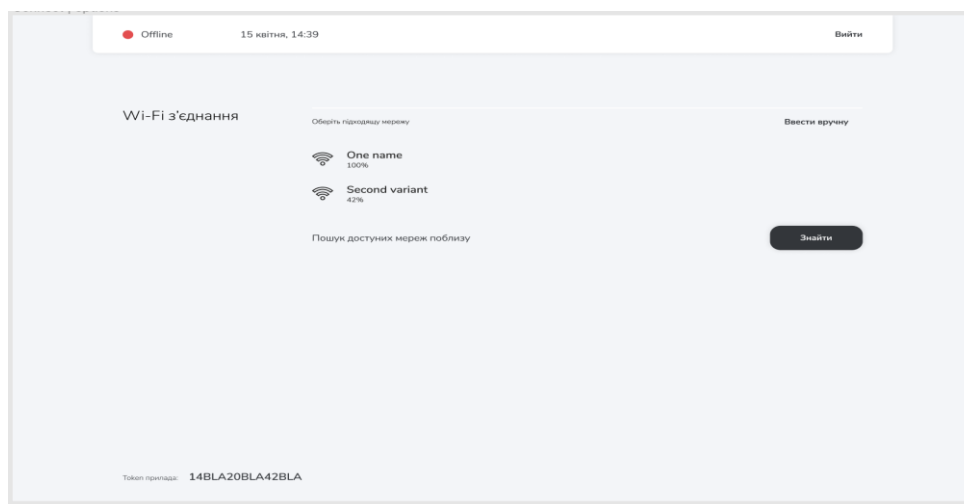 Offline
15 квітня, 14:39
Вийти
Wi-Fi з'єднання
Оберіть підходящу мережу
Ввести вручну
One name
100%
Second variant
42%
Пошук доступних мереж поблизу
Знайти
Token прилада: 14BLA20BLA42BLA